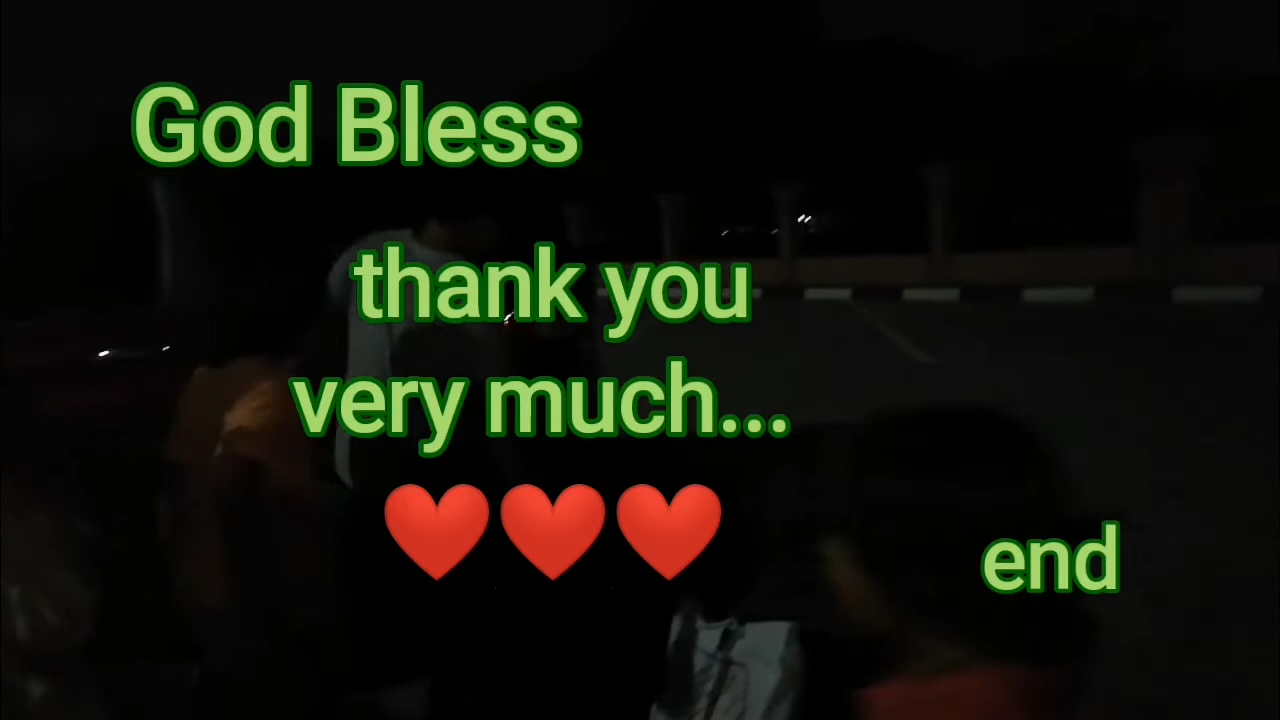 God Bless
thank you
very much...
❤️❤️❤️
end